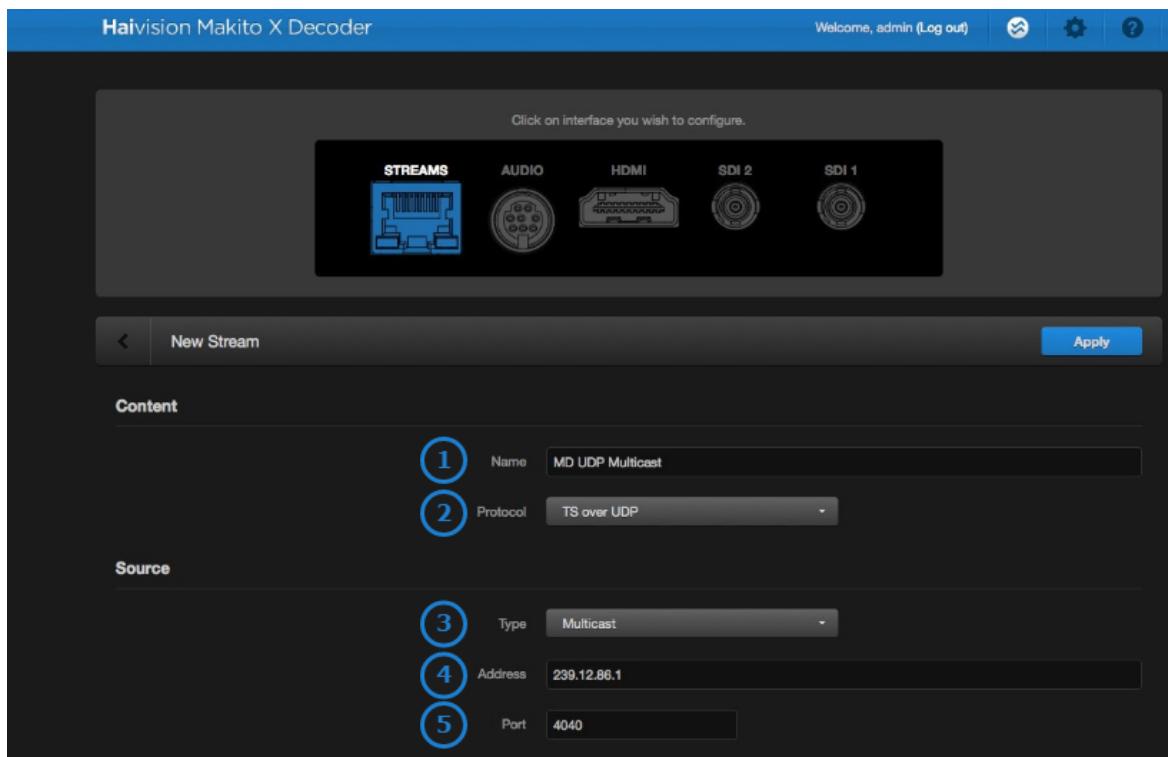 Haivision Makito X Decoder
Welcome, admin (Log out)
?
Click on interface you wish to configure.
STREAMS AUDIO HDMI SDI 2 SDI 1
New Stream
Apply
Content
1 Name MD UDP Multicast
2 Protocol TS over UDP
Source
3 Type Multicast
4 Address 239.12.86.1
5 Port 4040